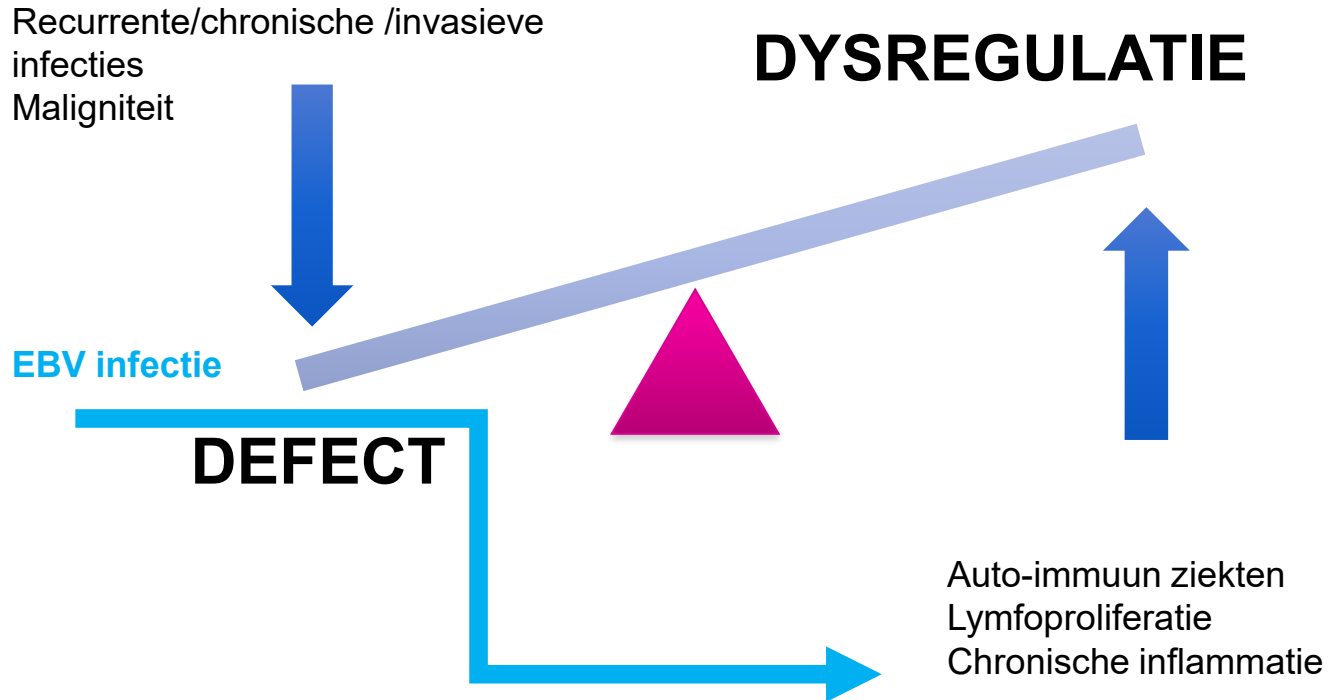 Recurrente/chronische /invasieve
infecties
Maligniteit
DYSREGULATIE
EBV infectie
DEFECT
Auto-immuun ziekten
Lymfoproliferatie
Chronische inflammatie